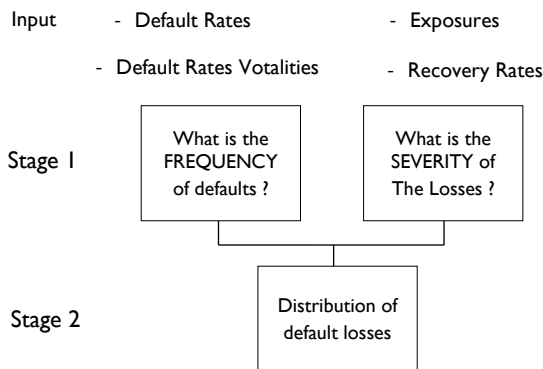 Input - Default Rates - Exposures
- Default Rates Votalities - Recovery Rates
Stage 1
What is the
FREQUENCY
of defaults ?
What is the
SEVERITY of
The Losses ?
Stage 2
Distribution of
default losses